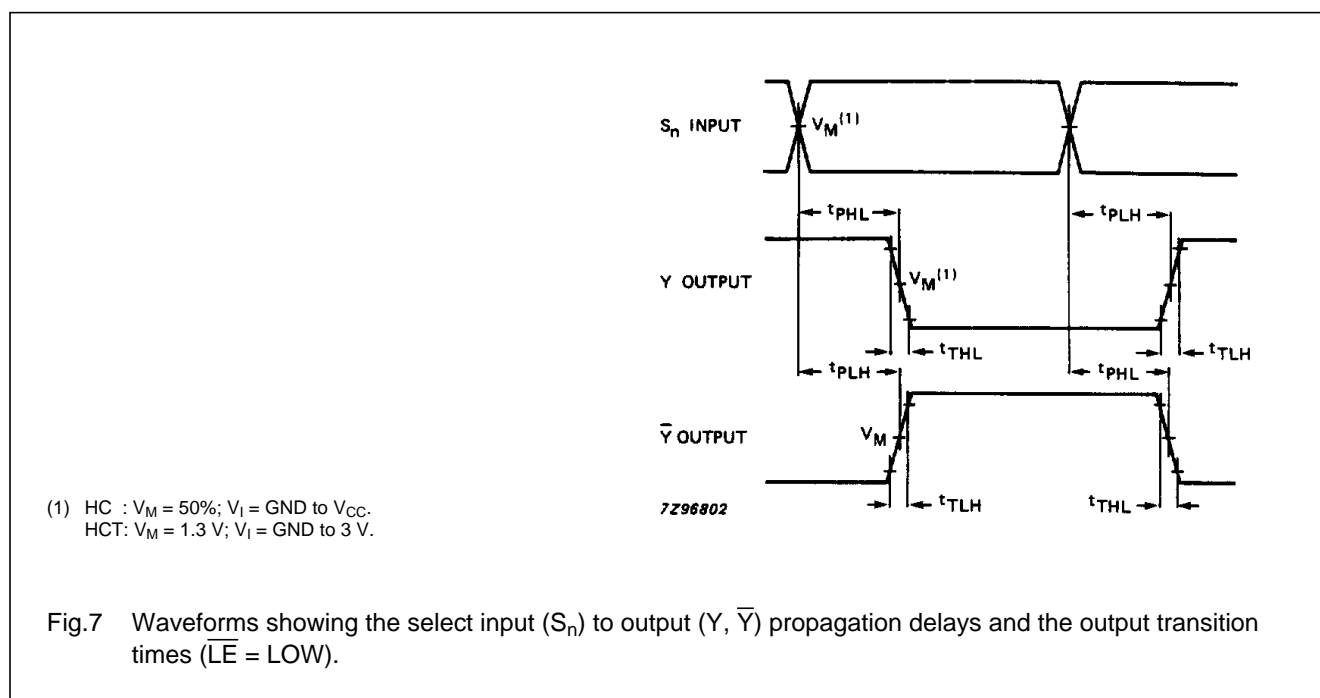 Sn INPUT
VM(1)
tPHL
tPLH
Y OUTPUT
VM(1)
tTHL
tTLH
tPLH
tPHL
Y̅ OUTPUT
VM
tTLH
tTHL
7Z96802
(1) HC : VM = 50%; VI = GND to VCC.
HCT: VM = 1.3 V; VI = GND to 3 V.
Fig.7 Waveforms showing the select input (Sn) to output (Y, Y̅) propagation delays and the output transition
times (L̅E̅ = LOW).